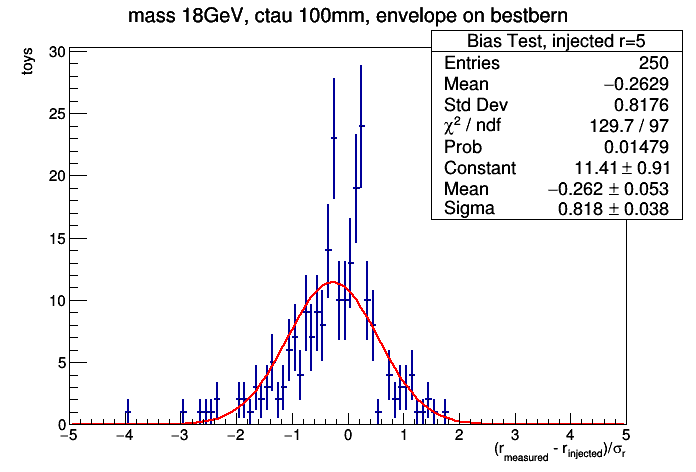 mass 18GeV, ctau 100mm, envelope on bestbern
Bias Test, injected r=5
Entries 250
Mean −0.2629
Std Dev 0.8176
χ² / ndf 129.7 / 97
Prob 0.01479
Constant 11.41 ± 0.91
Mean −0.262 ± 0.053
Sigma 0.818 ± 0.038
toys
30
25
20
15
10
5
0
−5 −4 −3 −2 −1 0 1 2 3 4 5
(r_measured - r_injected)/σ_r